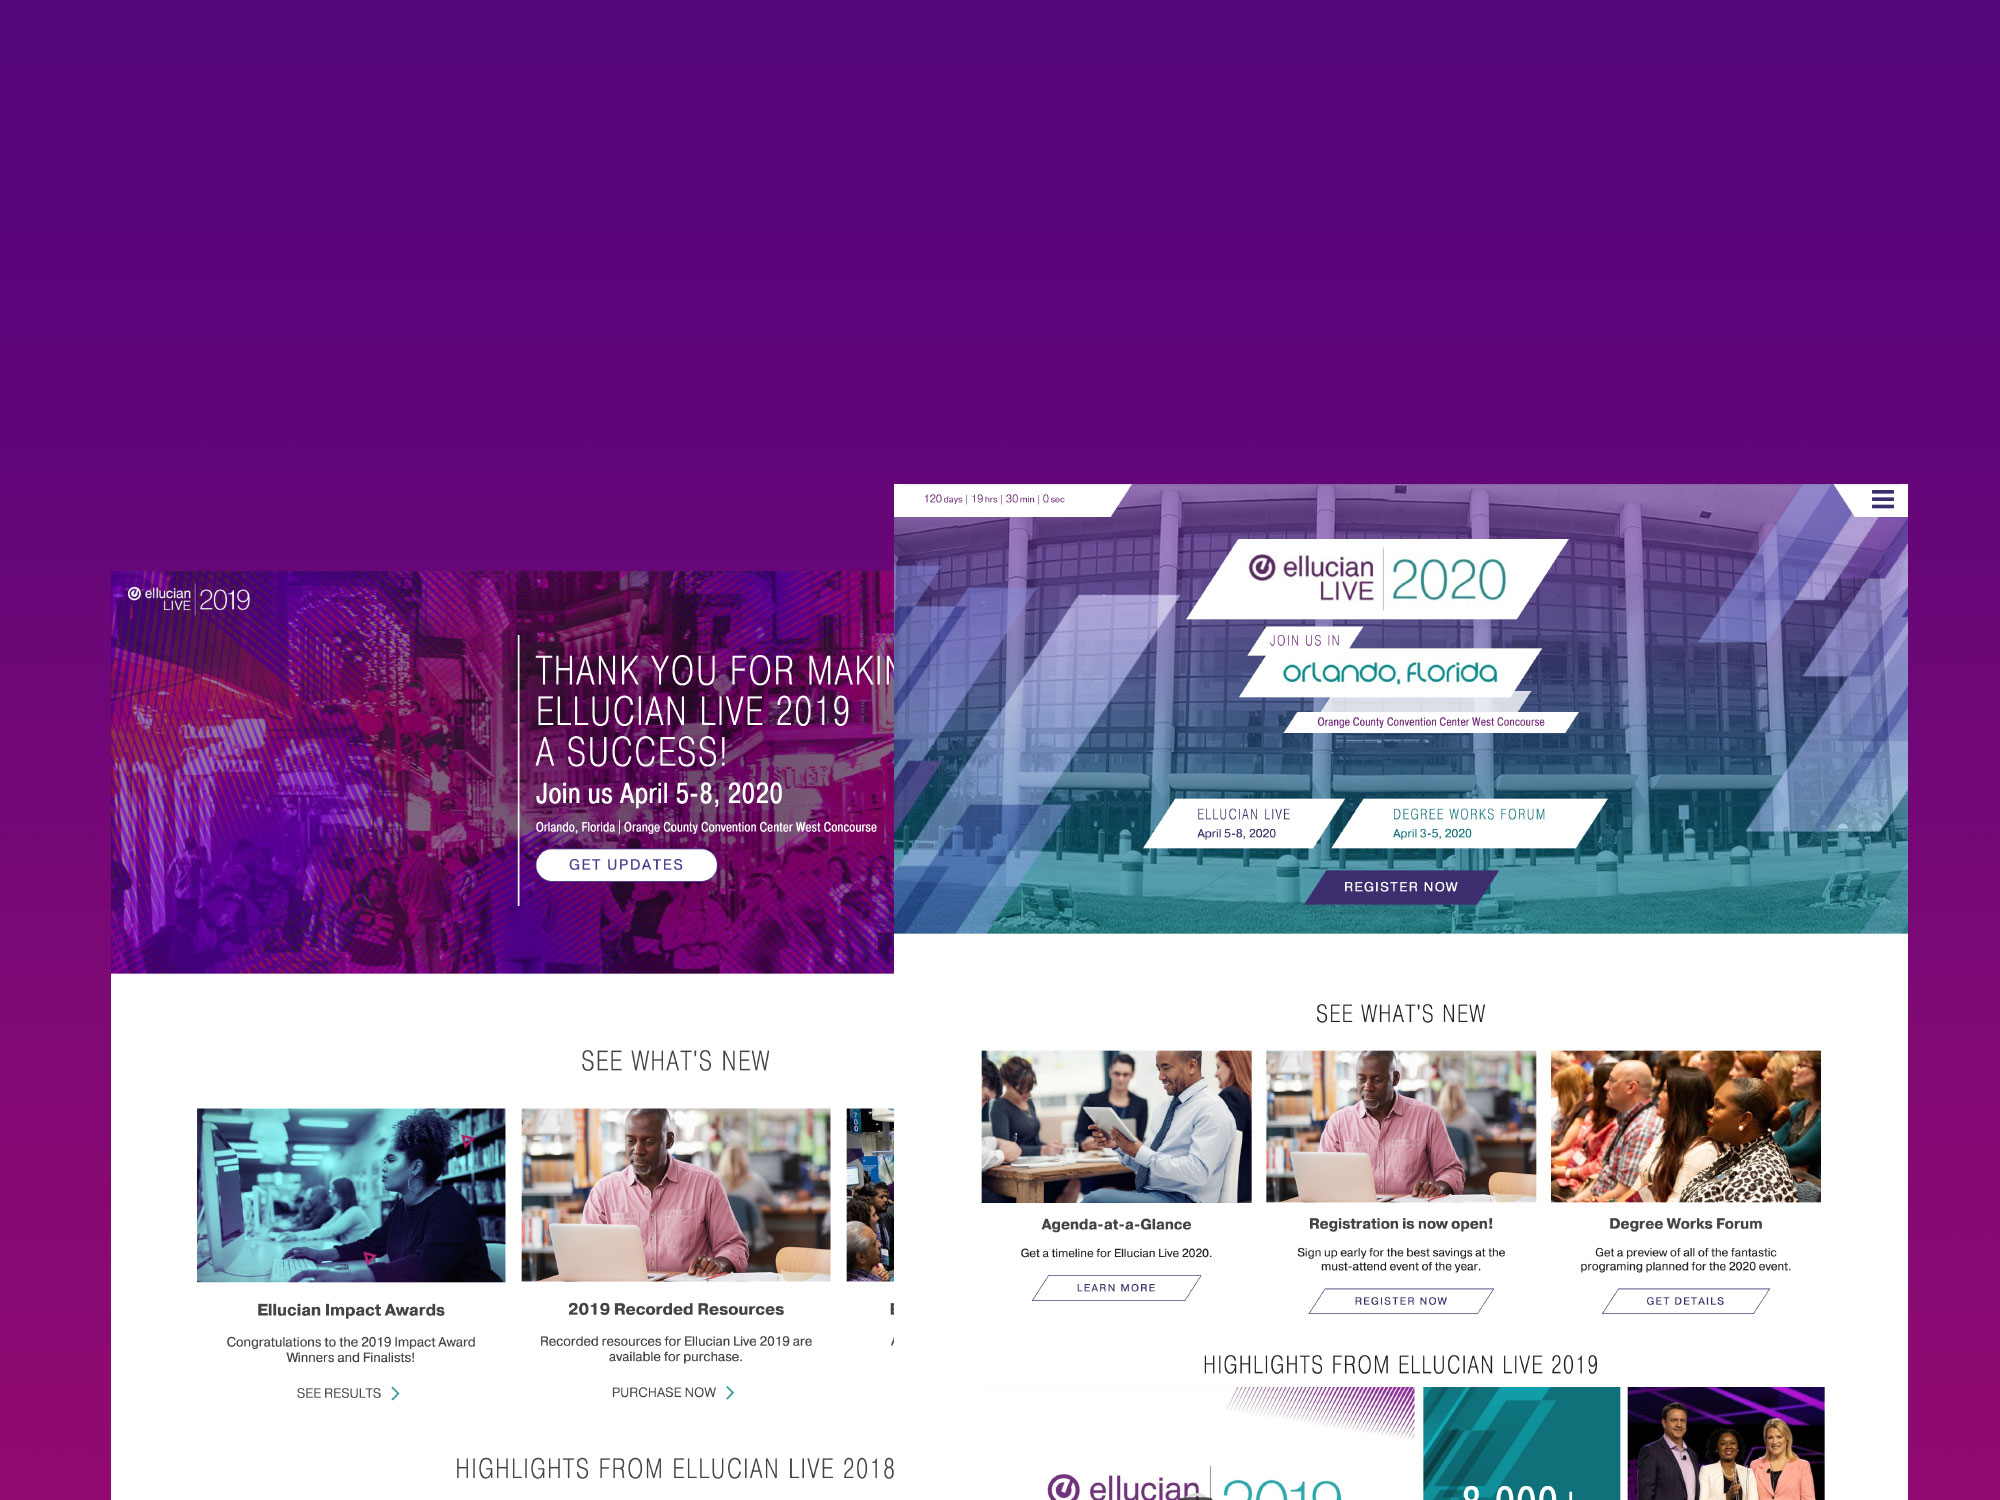 ellucian
LIVE 2019
THANK YOU FOR MAKIN
ELLUCIAN LIVE 2019
A SUCCESS!
Join us April 5-8, 2020
Orlando, Florida | Orange County Convention Center West Concourse
GET UPDATES
SEE WHAT'S NEW
Ellucian Impact Awards
Congratulations to the 2019 Impact Award
Winners and Finalists!
SEE RESULTS
2019 Recorded Resources
Recorded resources for Ellucian Live 2019 are
available for purchase.
PURCHASE NOW
HIGHLIGHTS FROM ELLUCIAN LIVE 2018
120 days | 19 hrs | 30 min | 0 sec
ellucian
LIVE 2020
JOIN US IN
orlando, florida
Orange County Convention Center West Concourse
ELLUCIAN LIVE
April 5-8, 2020
DEGREE WORKS FORUM
April 3-5, 2020
REGISTER NOW
SEE WHAT'S NEW
Agenda-at-a-Glance
Get a timeline for Ellucian Live 2020.
LEARN MORE
Registration is now open!
Sign up early for the best savings at the
must-attend event of the year.
REGISTER NOW
Degree Works Forum
Get a preview of all of the fantastic
programing planned for the 2020 event.
GET DETAILS
HIGHLIGHTS FROM ELLUCIAN LIVE 2019
ellucian 2019
8,000+